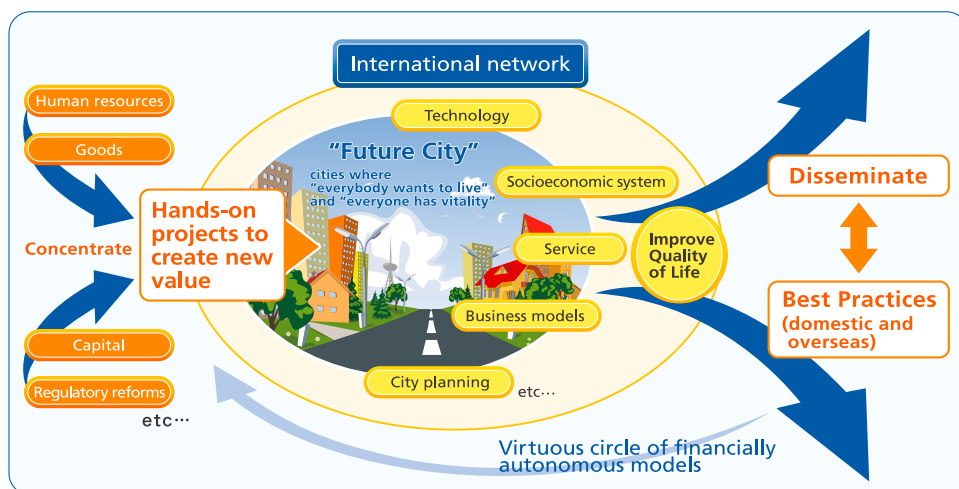 International network
Human resources
Goods
Concentrate
Capital
Regulatory reforms
etc…
Hands-on
projects to
create new
value
"Future City"
cities where
"everybody wants to live"
and "everyone has vitality"
Technology
Socioeconomic system
Service
Business models
City planning
etc…
Improve
Quality
of Life
Disseminate
Best Practices
(domestic and
overseas)
Virtuous circle of financially
autonomous models